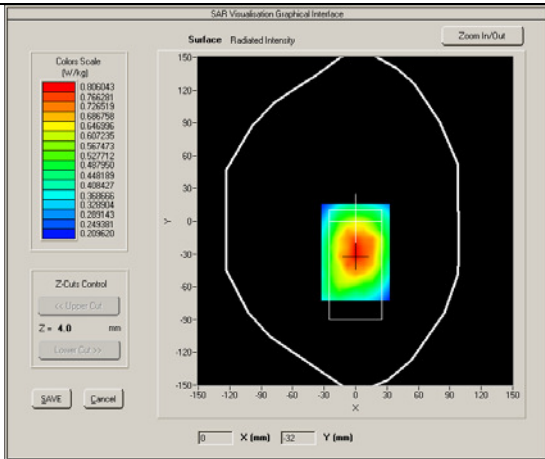 SAR Visualisation Graphical Interface
Surface Radiated Intensity
Zoom In/Out
Colors Scale
(W/kg)
0.806043
0.766281
0.726519
0.686758
0.646996
0.607235
0.567473
0.527712
0.487950
0.448189
0.408427
0.368666
0.328904
0.289143
0.249381
0.209620
Z-Cuts Control
<< Upper Cut
Z = 4.0 mm
Lower Cut >>
SAVE
Cancel
150
120
90
60
30
0
-30
-60
-90
-120
-150
Y
-150 -120 -90 -60 -30 0 30 60 90 120 150
X
0 X (mm) -32 Y (mm)